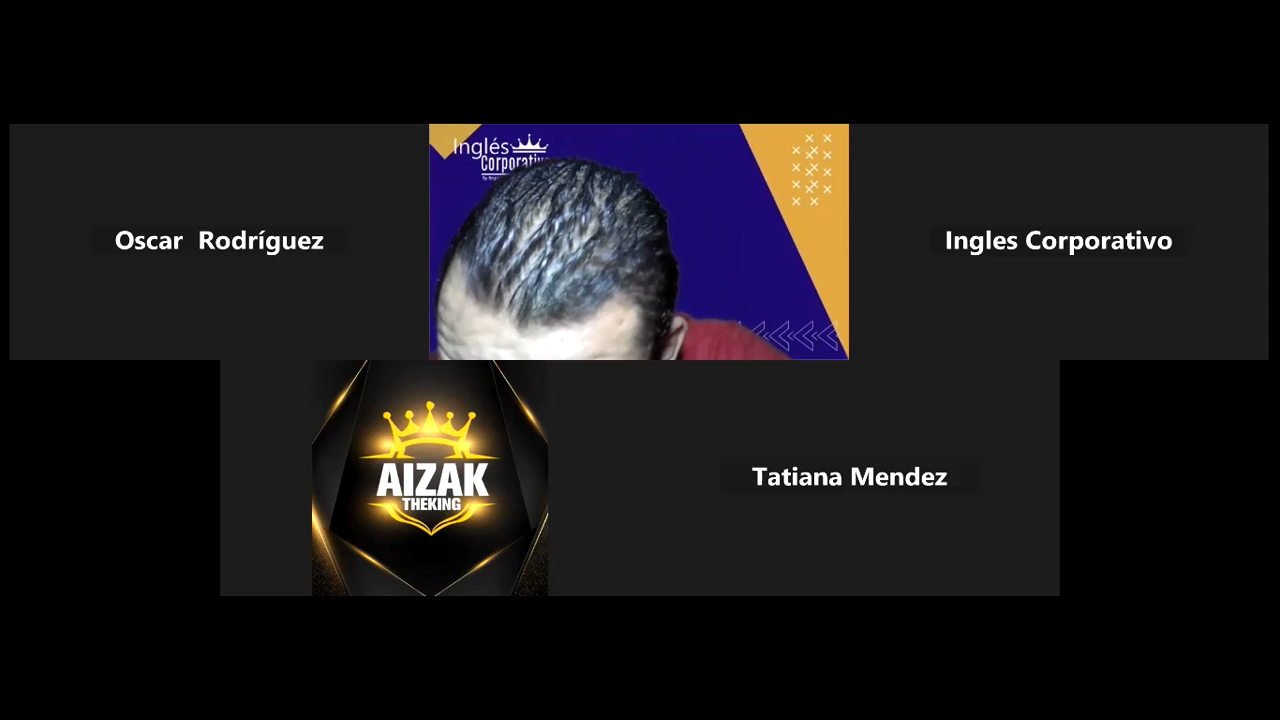 Oscar  Rodríguez
Inglés
Corporativ
Ingles Corporativo
AIZAK
THEKING
Tatiana Mendez